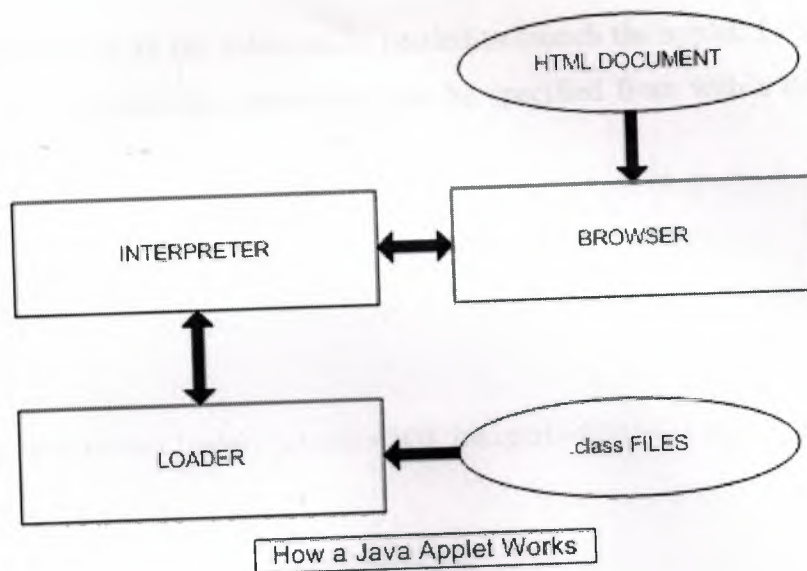 HTML DOCUMENT
INTERPRETER
BROWSER
LOADER
.class FILES
How a Java Applet Works